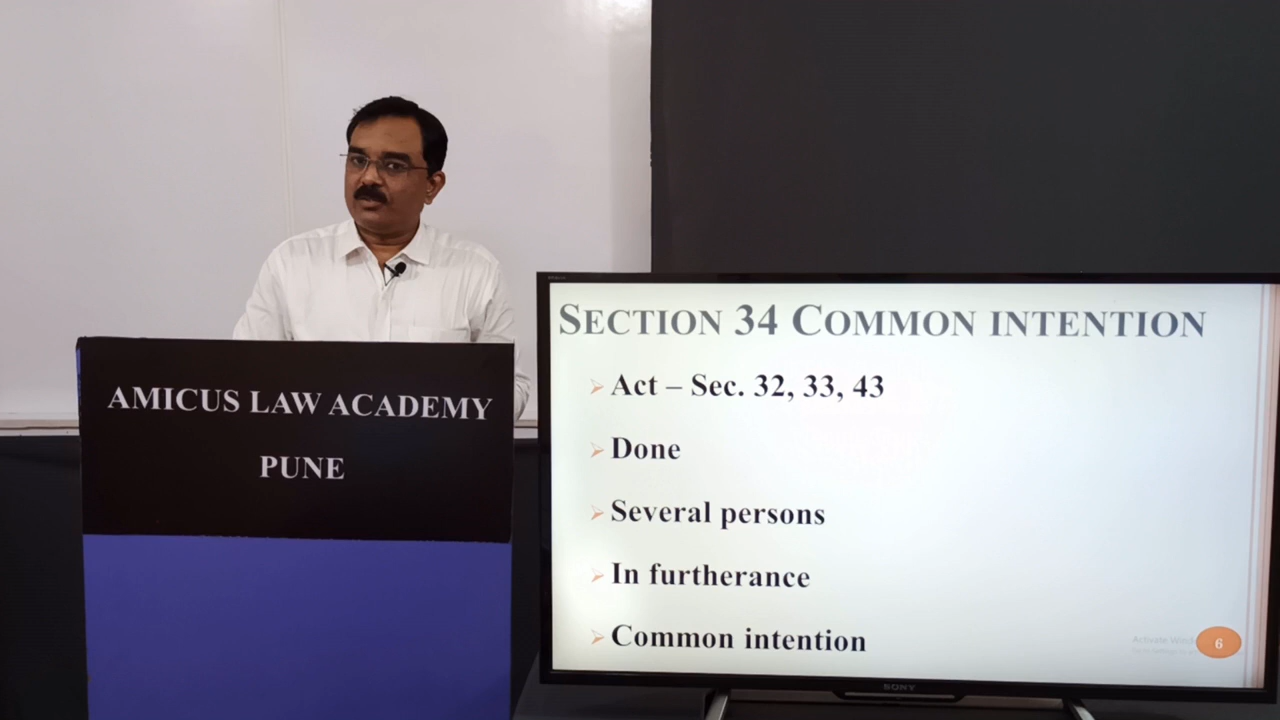 AMICUS LAW ACADEMY
PUNE
SECTION 34 COMMON INTENTION
➢ Act – Sec. 32, 33, 43
➢ Done
➢ Several persons
➢ In furtherance
➢ Common intention
6
SONY